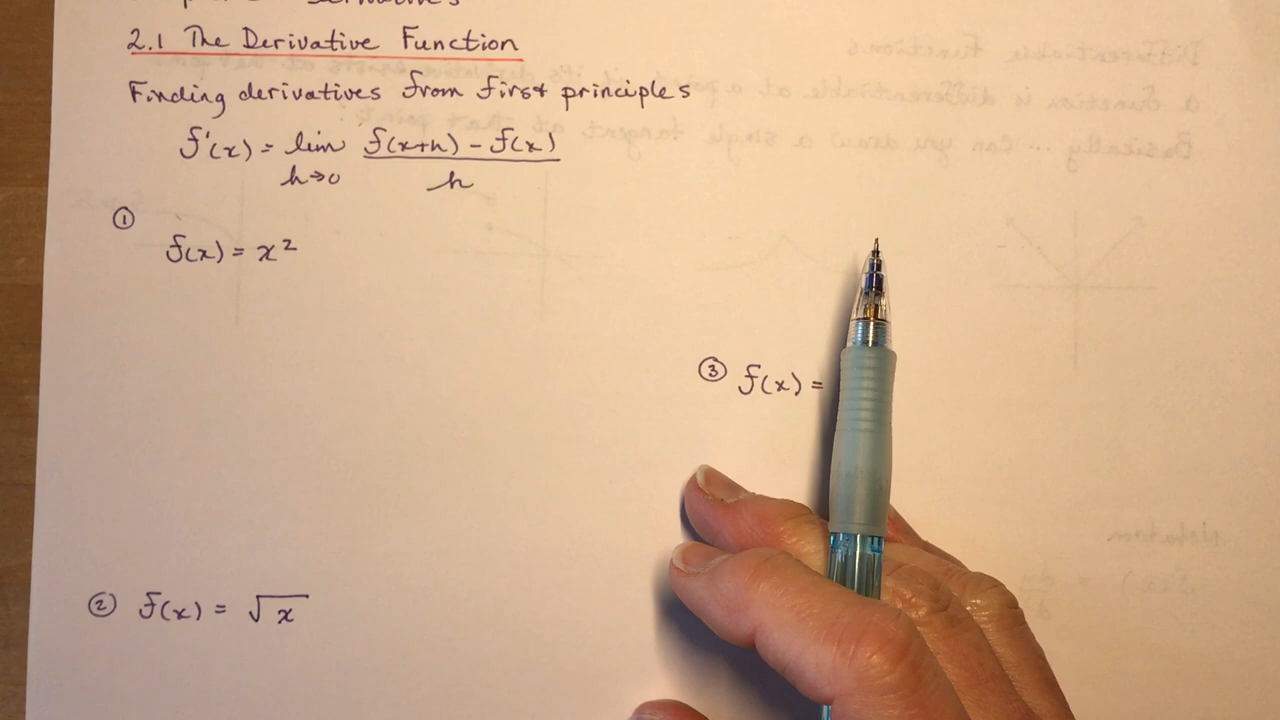 2.1 The Derivative Function
Finding derivatives from first principles
f'(x) = lim f(x+h) - f(x)
h→0 h
① 
f(x) = x²
③ f(x) =
② f(x) = √x